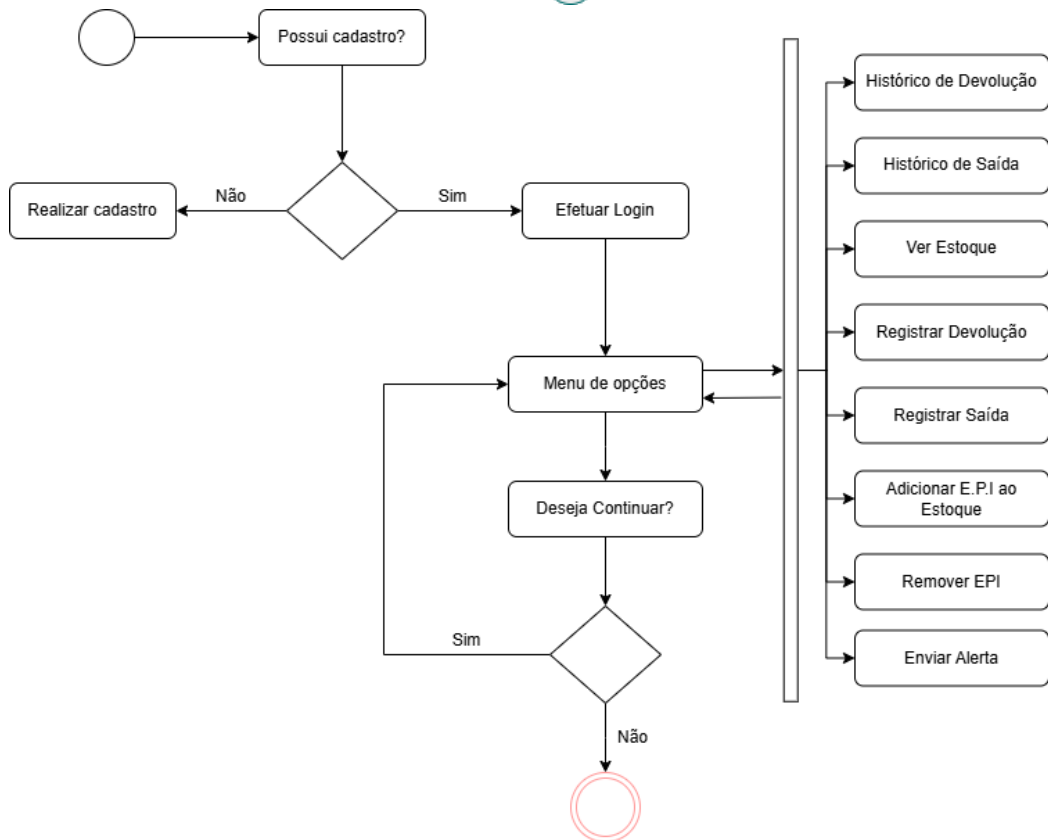 Possui cadastro?
Histórico de Devolução
Histórico de Saída
Não
Sim
Realizar cadastro
Efetuar Login
Ver Estoque
Registrar Devolução
Menu de opções
Registrar Saída
Adicionar E.P.I ao
Estoque
Deseja Continuar?
Remover EPI
Sim
Enviar Alerta
Não